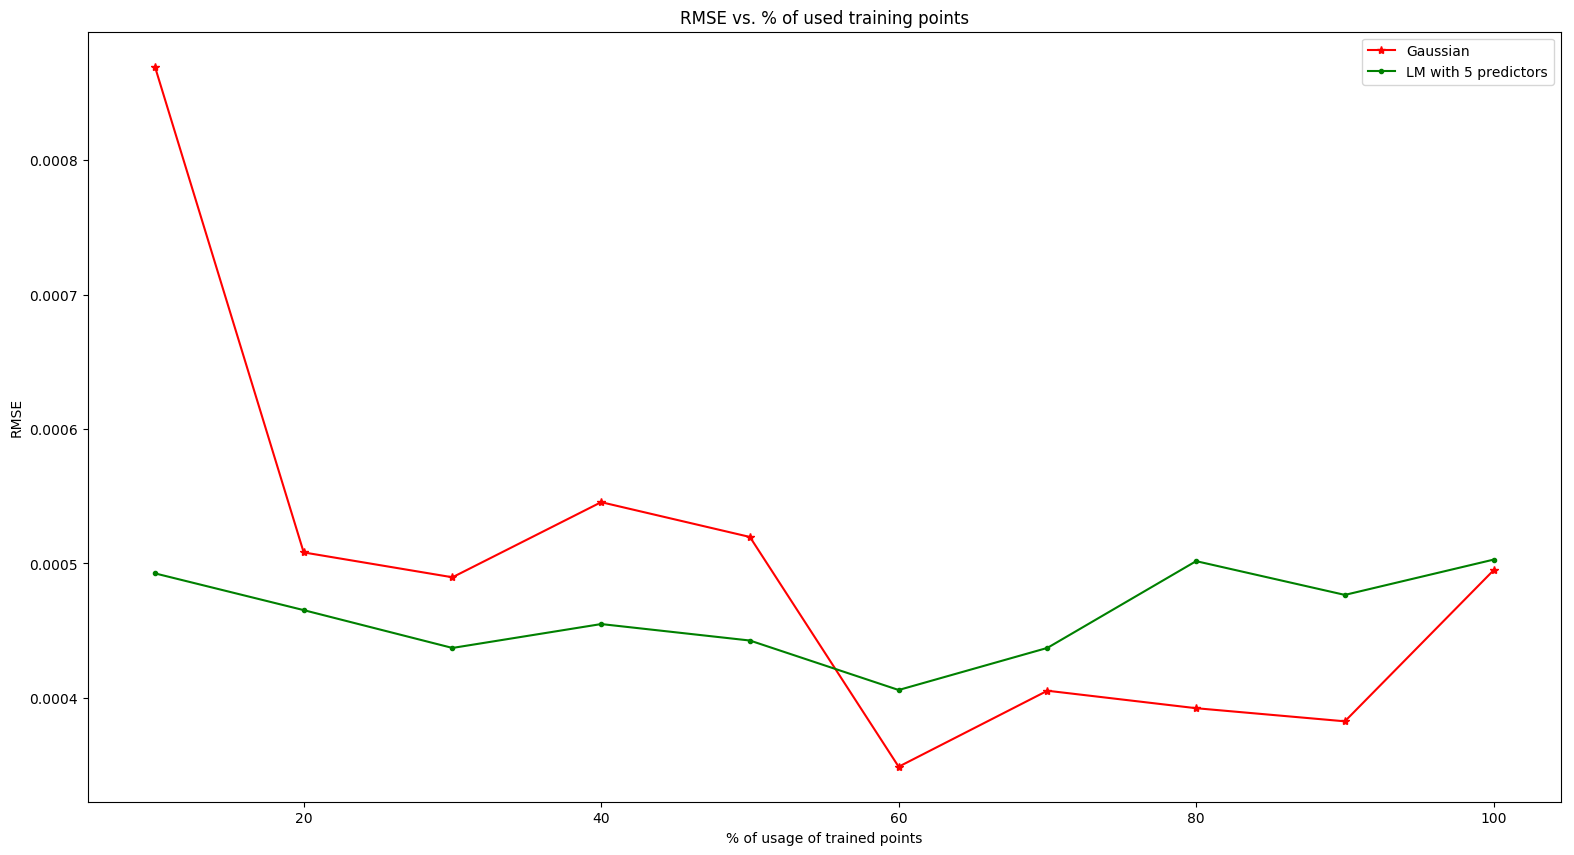 RMSE vs. % of used training points
Gaussian
LM with 5 predictors
0.0008
0.0007
0.0006
0.0005
0.0004
RMSE
20
40
60
80
100
% of usage of trained points